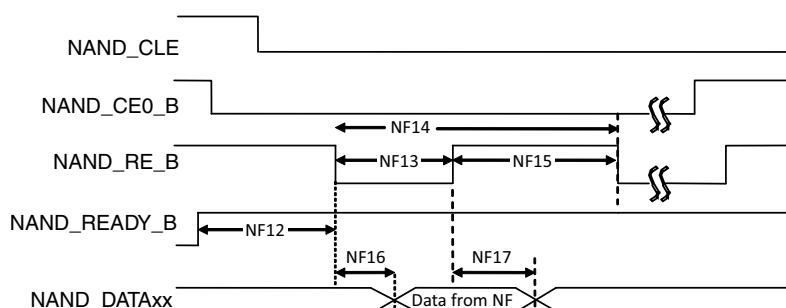 NAND_CLE
NAND_CE0_B
NF14
NAND_RE_B
NF13
NF15
NAND_READY_B
NF12
NF16
NF17
NAND_DATAxx
Data from NF